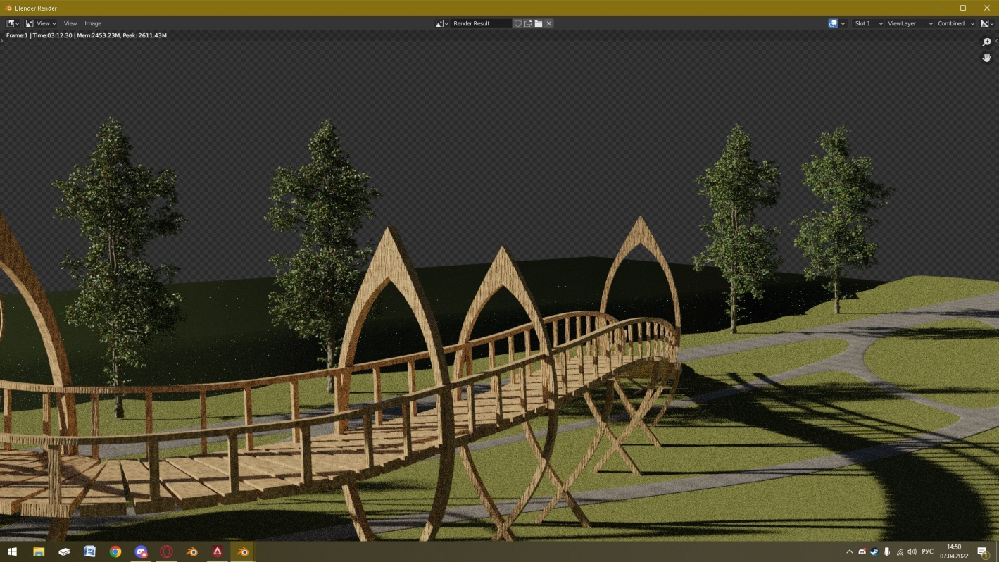 Blender Render
View View Image Render Result Slot 1 ViewLayer Combined
Frame:1 | Time:03:12.30 | Mem:2453.23M, Peak: 2611.43M
РУС 14:50
07.04.2022 1